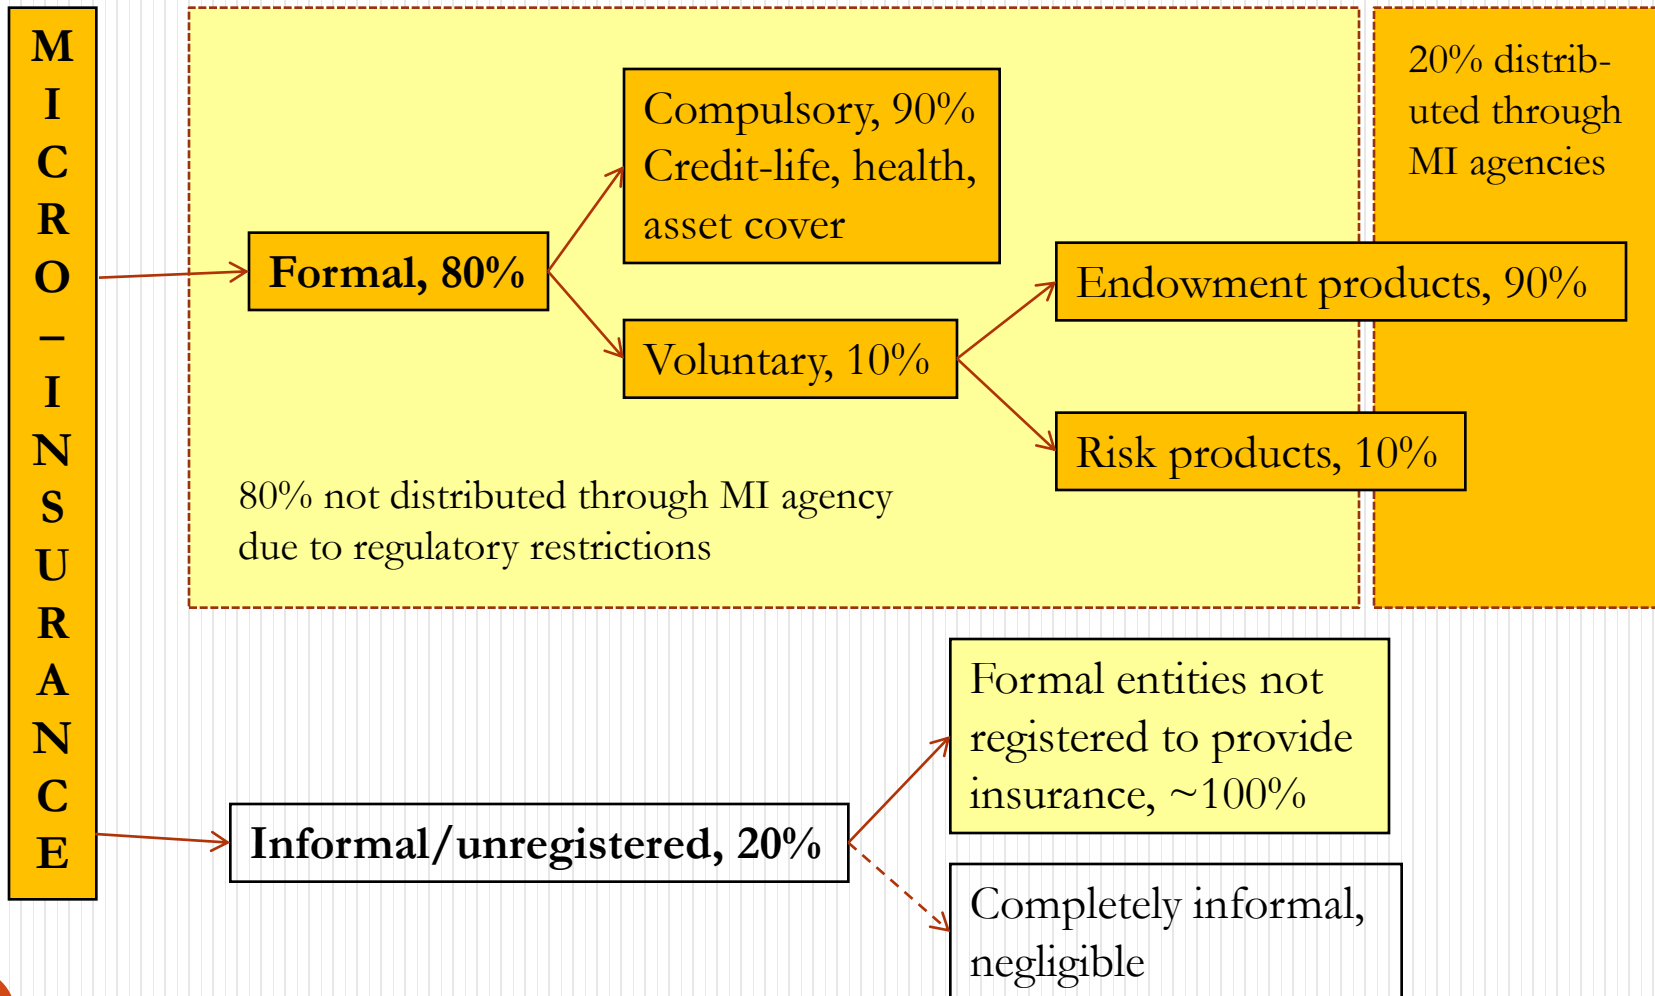 M
I
C
R
O
–
I
N
S
U
R
A
N
C
E
Formal, 80%
Compulsory, 90%
Credit-life, health,
asset cover
Voluntary, 10%
Endowment products, 90%
Risk products, 10%
20% distrib-
uted through
MI agencies
80% not distributed through MI agency
due to regulatory restrictions
Informal/unregistered, 20%
Formal entities not
registered to provide
insurance, ~100%
Completely informal,
negligible